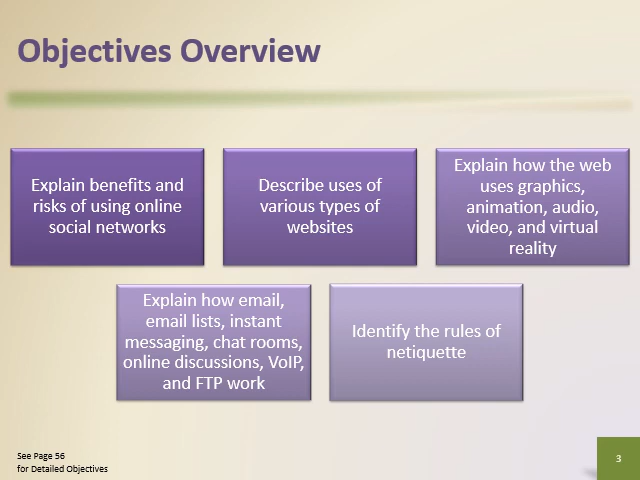 Objectives Overview
Explain benefits and
risks of using online
social networks
Describe uses of
various types of
websites
Explain how the web
uses graphics,
animation, audio,
video, and virtual
reality
Explain how email,
email lists, instant
messaging, chat rooms,
online discussions, VoIP,
and FTP work
Identify the rules of
netiquette
See Page 56
for Detailed Objectives
3